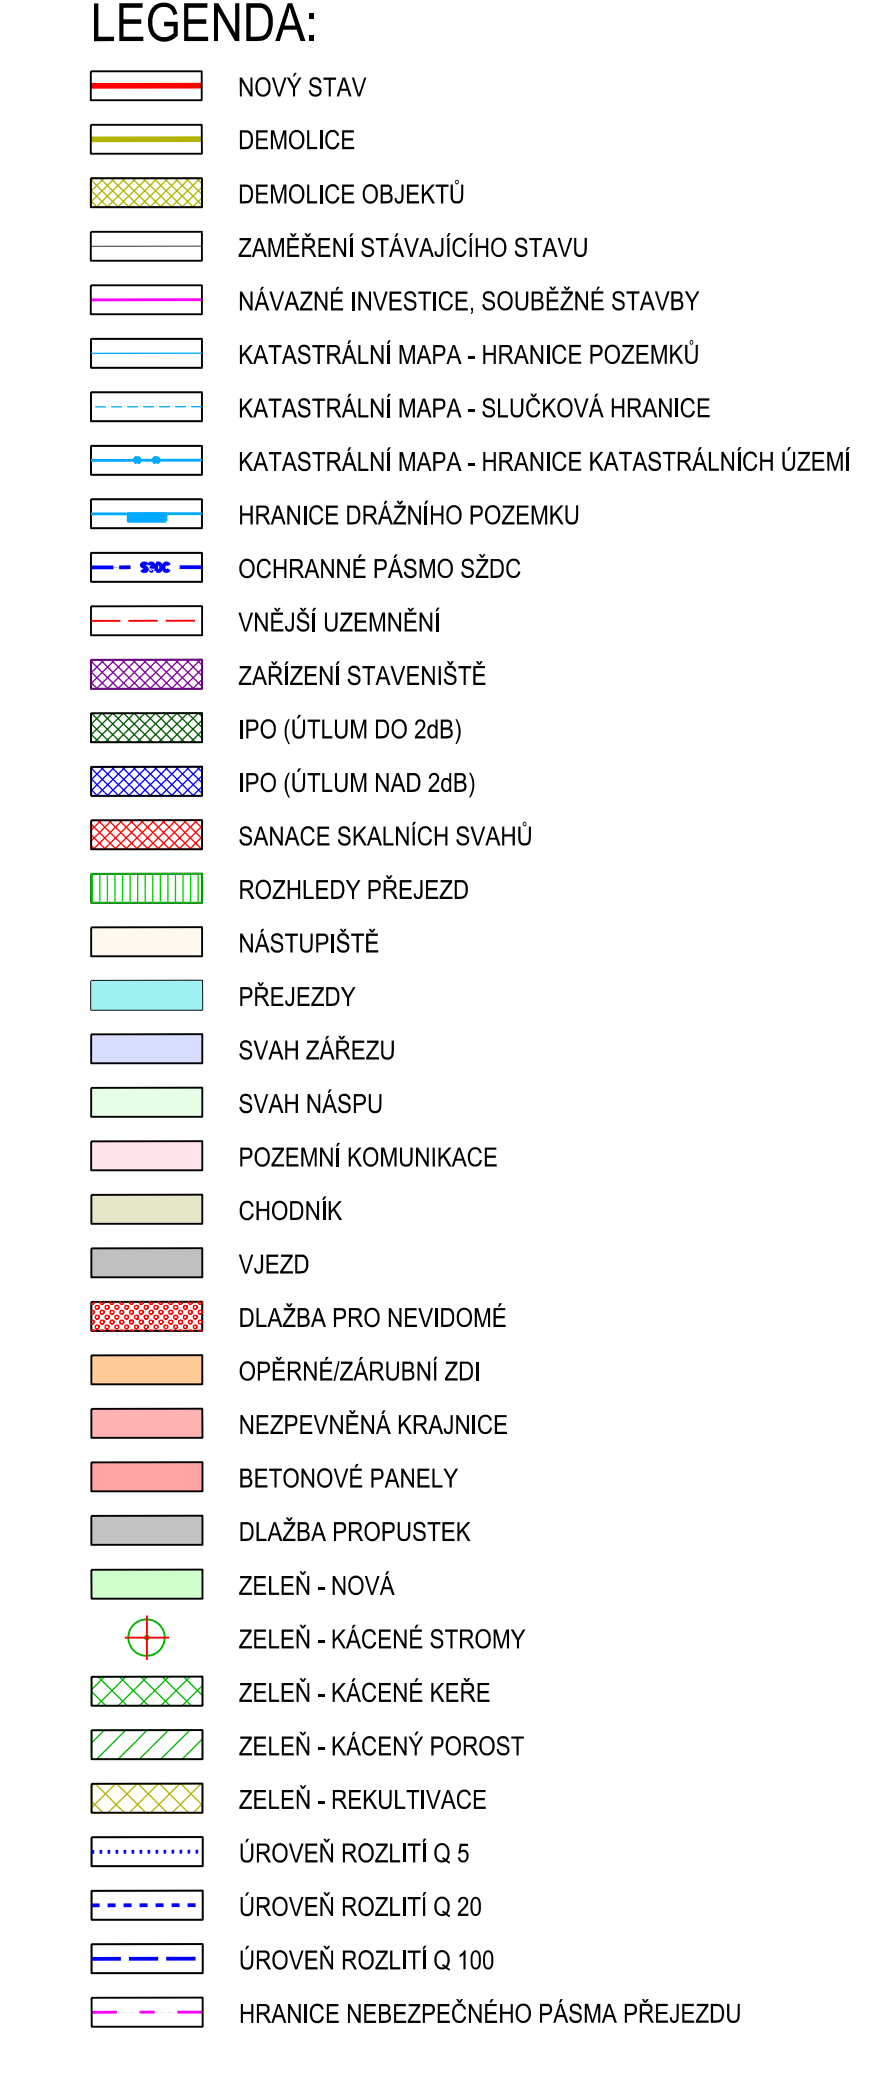 LEGENDA:
NOVÝ STAV
DEMOLICE
DEMOLICE OBJEKTŮ
ZAMĚŘENÍ STÁVAJÍCÍHO STAVU
NÁVAZNÉ INVESTICE, SOUBĚŽNÉ STAVBY
KATASTRÁLNÍ MAPA - HRANICE POZEMKŮ
KATASTRÁLNÍ MAPA - SLUČKOVÁ HRANICE
KATASTRÁLNÍ MAPA - HRANICE KATASTRÁLNÍCH ÚZEMÍ
HRANICE DRÁŽNÍHO POZEMKU
SŽDC OCHRANNÉ PÁSMO SŽDC
VNĚJŠÍ UZEMNĚNÍ
ZAŘÍZENÍ STAVENIŠTĚ
IPO (ÚTLUM DO 2dB)
IPO (ÚTLUM NAD 2dB)
SANACE SKALNÍCH SVAHŮ
ROZHLEDY PŘEJEZD
NÁSTUPIŠTĚ
PŘEJEZDY
SVAH ZÁŘEZU
SVAH NÁSPU
POZEMNÍ KOMUNIKACE
CHODNÍK
VJEZD
DLAŽBA PRO NEVIDOMÉ
OPĚRNÉ/ZÁRUBNÍ ZDI
NEZPEVNĚNÁ KRAJNICE
BETONOVÉ PANELY
DLAŽBA PROPUSTEK
ZELEŇ - NOVÁ
ZELEŇ - KÁCENÉ STROMY
ZELEŇ - KÁCENÉ KEŘE
ZELEŇ - KÁCENÝ POROST
ZELEŇ - REKULTIVACE
ÚROVEŇ ROZLITÍ Q 5
ÚROVEŇ ROZLITÍ Q 20
ÚROVEŇ ROZLITÍ Q 100
HRANICE NEBEZPEČNÉHO PÁSMA PŘEJEZDU